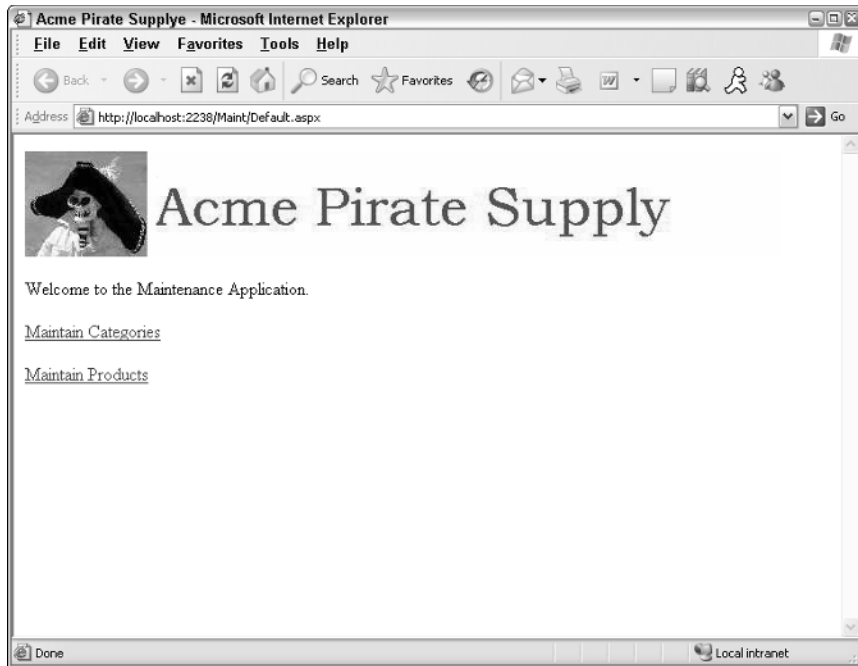 Acme Pirate Supplye - Microsoft Internet Explorer
File Edit View Favorites Tools Help
Back Search Favorites
Address http://localhost:2238/Maint/Default.aspx Go
Acme Pirate Supply
Welcome to the Maintenance Application.
Maintain Categories
Maintain Products
Done Local intranet